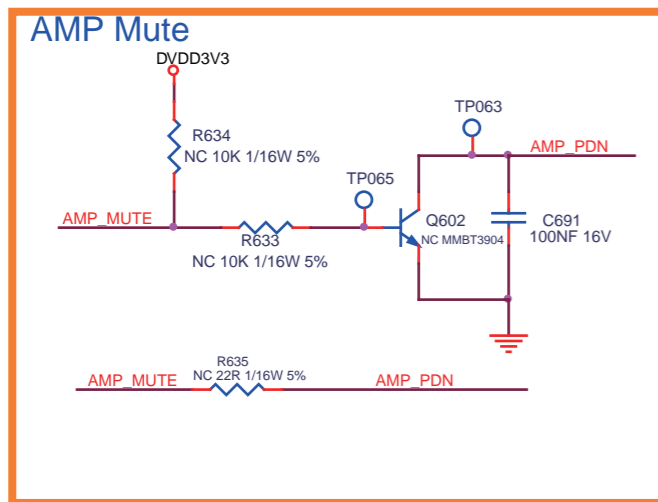 AMP Mute
DVDD3V3
R634
NC 10K 1/16W 5%
TP063
AMP_PDN
TP065
AMP_MUTE
R633
NC 10K 1/16W 5%
Q602
NC MMBT3904
C691
100NF 16V
R635
NC 22R 1/16W 5%
AMP_MUTE
AMP_PDN